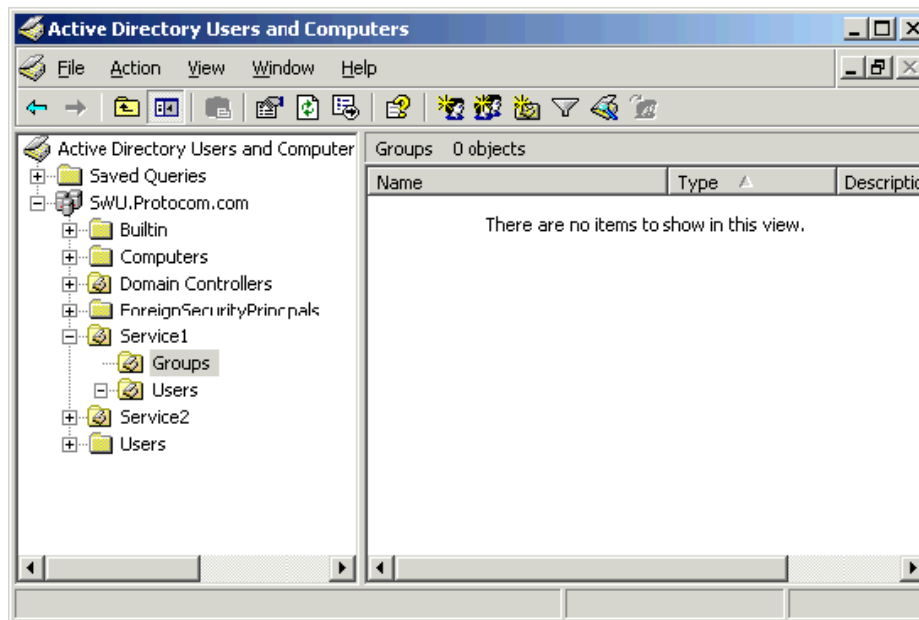 Active Directory Users and Computers
File Action View Window Help
Active Directory Users and Computer
Groups 0 objects
Saved Queries
Name Type Descriptio
SWU.Protocom.com
There are no items to show in this view.
Builtin
Computers
Domain Controllers
ForeignSecurityPrincpals
Service1
Groups
Users
Service2
Users